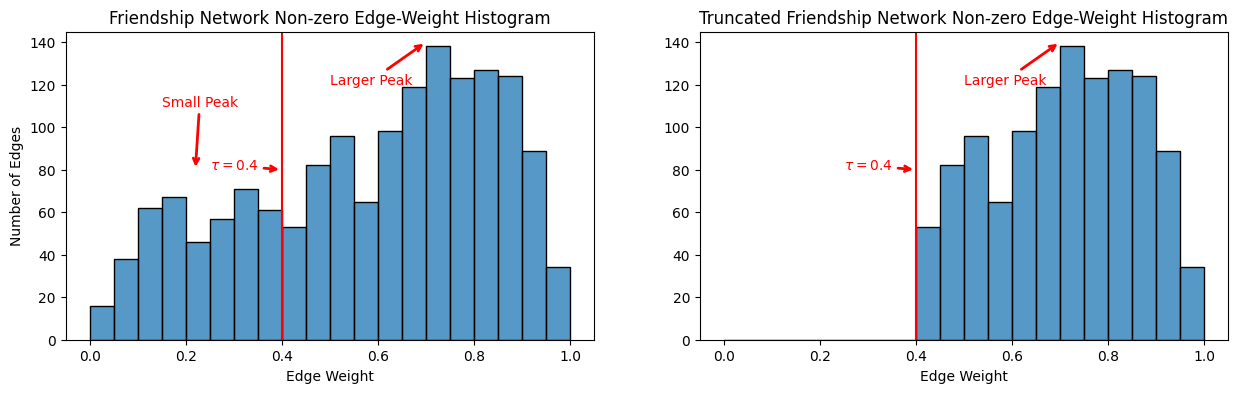 Friendship Network Non-zero Edge-Weight Histogram
Number of Edges
140
120
100
80
60
40
20
0
Larger Peak
Small Peak
τ = 0.4
0.0 0.2 0.4 0.6 0.8 1.0
Edge Weight
Truncated Friendship Network Non-zero Edge-Weight Histogram
140
120
100
80
60
40
20
0
Larger Peak
τ = 0.4
0.0 0.2 0.4 0.6 0.8 1.0
Edge Weight